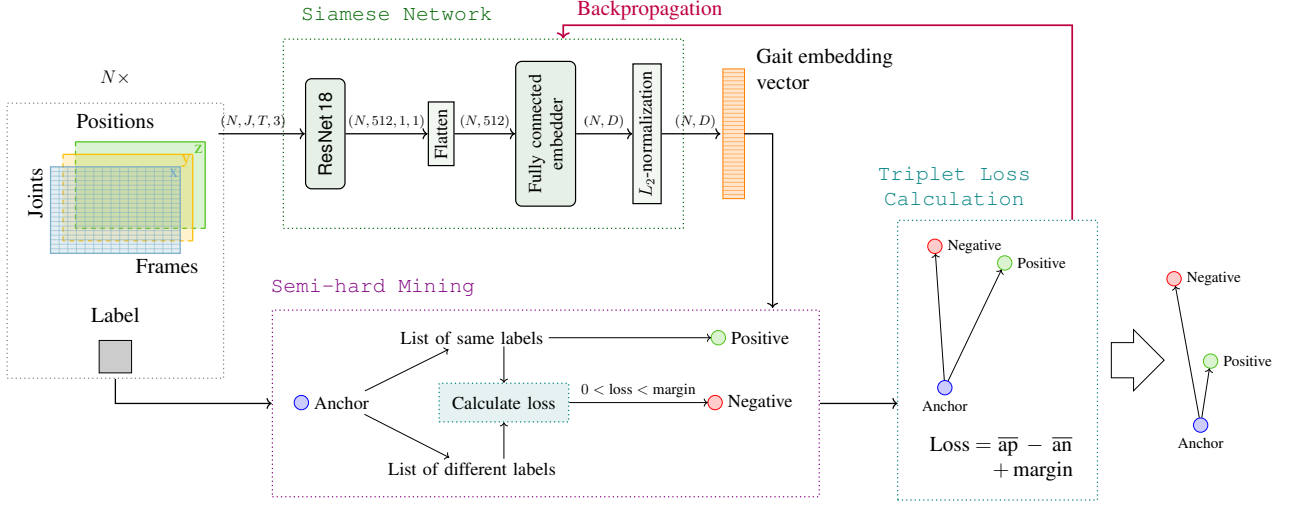 Siamese Network
Backpropagation
N×
Positions
z
y
x
Joints
Frames
Label
(N, J, T, 3)
ResNet 18
(N, 512, 1, 1)
Flatten
(N, 512)
Fully connected
embedder
(N, D)
L₂-normalization
(N, D)
Gait embedding
vector
Semi-hard Mining
Anchor
List of same labels
Positive
Calculate loss
0 < loss < margin
Negative
List of different labels
Triplet Loss
Calculation
Negative
Positive
Anchor
Loss = a̅p̅ − a̅n̅
+ margin
Negative
Positive
Anchor